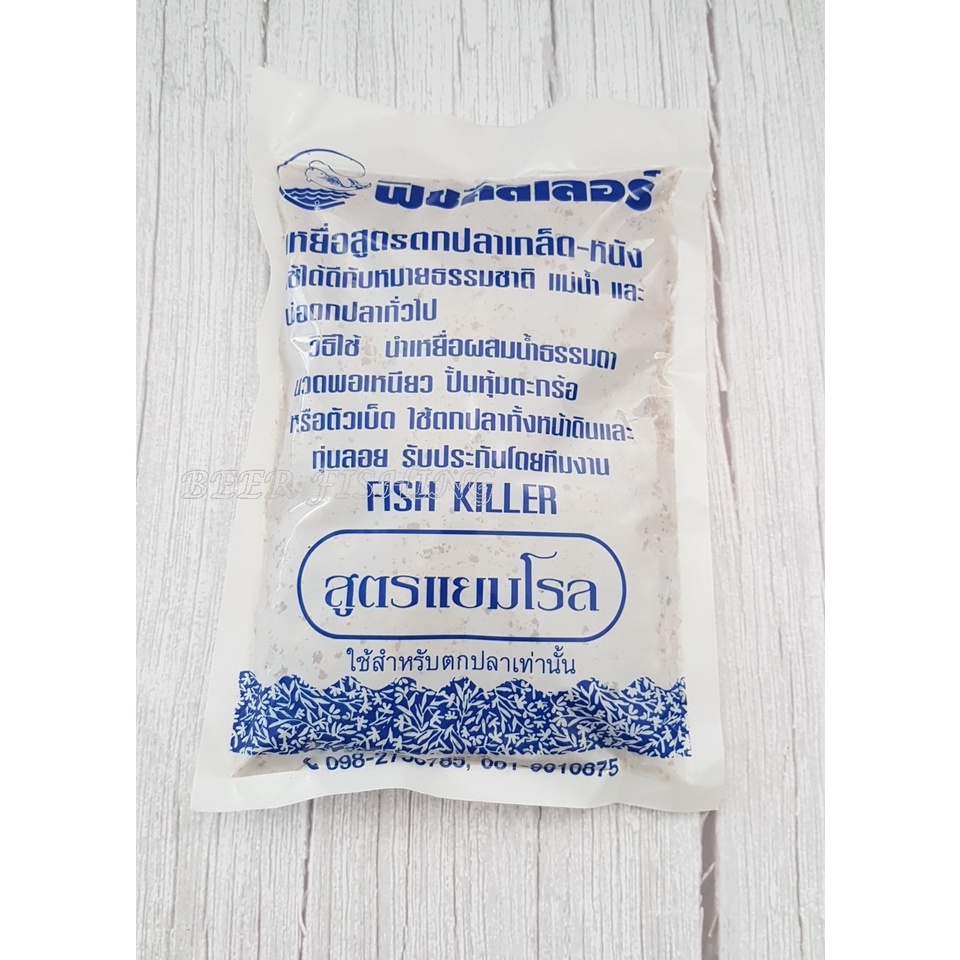 ฟิชคิลเลอร์
เหยื่อสูตรตกปลาเกล็ด-หนัง
ใช้ได้ดีกับหมายธรรมชาติ แม่น้ำ และ
บ่อตกปลาทั่วไป
วิธีใช้ นำเหยื่อผสมน้ำธรรมดา
นวดพอเหนียว ปั้นหุ้มตะกร้อ
หรือตัวเบ็ด ใช้ตกปลาทั้งหน้าดินและ
ทุ่นลอย รับประกันโดยทีมงาน
BEER FISHING
FISH KILLER
สูตรแยมโรล
ใช้สำหรับตกปลาเท่านั้น